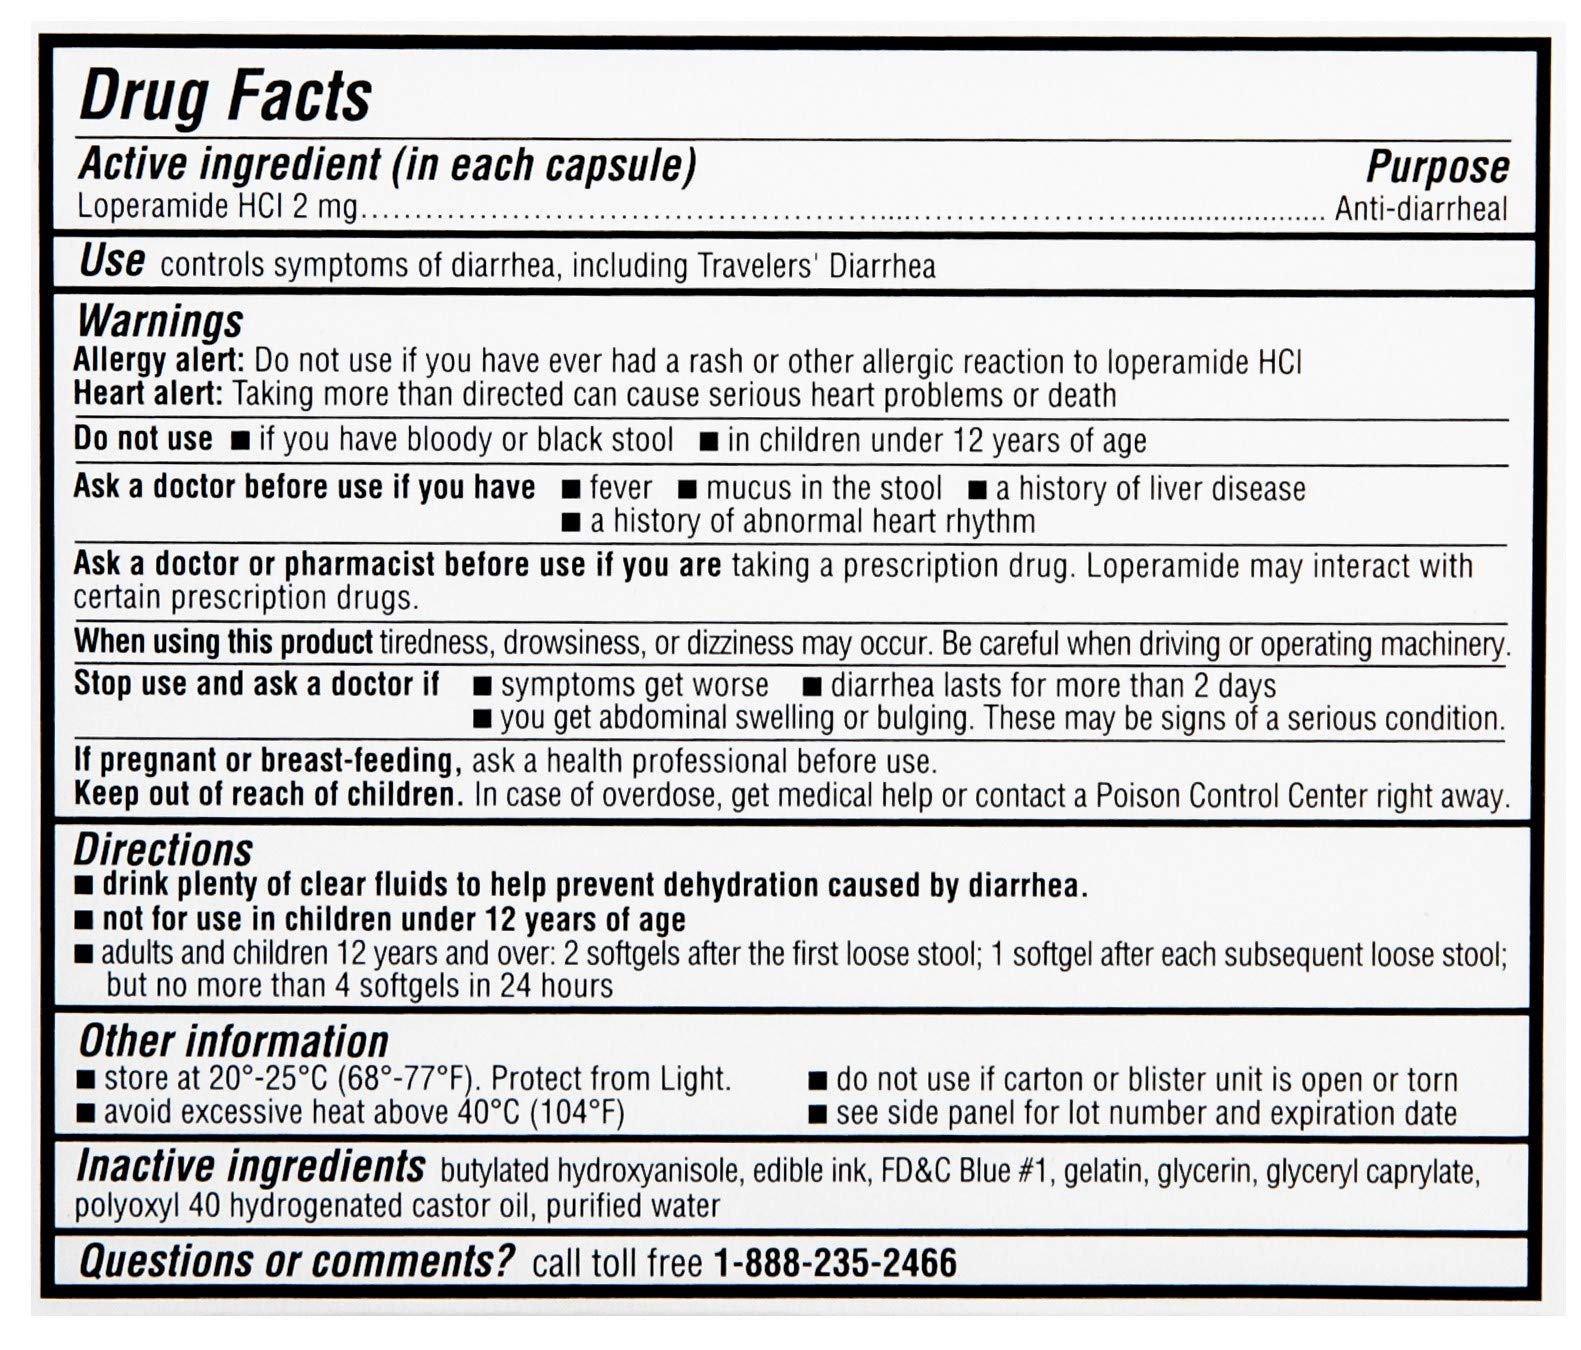 Drug Facts
Active ingredient (in each capsule) Purpose
Loperamide HCl 2 mg........................................................................................ Anti-diarrheal
Use controls symptoms of diarrhea, including Travelers' Diarrhea
Warnings
Allergy alert: Do not use if you have ever had a rash or other allergic reaction to loperamide HCl
Heart alert: Taking more than directed can cause serious heart problems or death
Do not use ■ if you have bloody or black stool ■ in children under 12 years of age
Ask a doctor before use if you have ■ fever ■ mucus in the stool ■ a history of liver disease
■ a history of abnormal heart rhythm
Ask a doctor or pharmacist before use if you are taking a prescription drug. Loperamide may interact with
certain prescription drugs.
When using this product tiredness, drowsiness, or dizziness may occur. Be careful when driving or operating machinery.
Stop use and ask a doctor if ■ symptoms get worse ■ diarrhea lasts for more than 2 days
■ you get abdominal swelling or bulging. These may be signs of a serious condition.
If pregnant or breast-feeding, ask a health professional before use.
Keep out of reach of children. In case of overdose, get medical help or contact a Poison Control Center right away.
Directions
■ drink plenty of clear fluids to help prevent dehydration caused by diarrhea.
■ not for use in children under 12 years of age
■ adults and children 12 years and over: 2 softgels after the first loose stool; 1 softgel after each subsequent loose stool;
but no more than 4 softgels in 24 hours
Other information
■ store at 20°-25°C (68°-77°F). Protect from Light. ■ do not use if carton or blister unit is open or torn
■ avoid excessive heat above 40°C (104°F) ■ see side panel for lot number and expiration date
Inactive ingredients butylated hydroxyanisole, edible ink, FD&C Blue #1, gelatin, glycerin, glyceryl caprylate,
polyoxyl 40 hydrogenated castor oil, purified water
Questions or comments? call toll free 1-888-235-2466